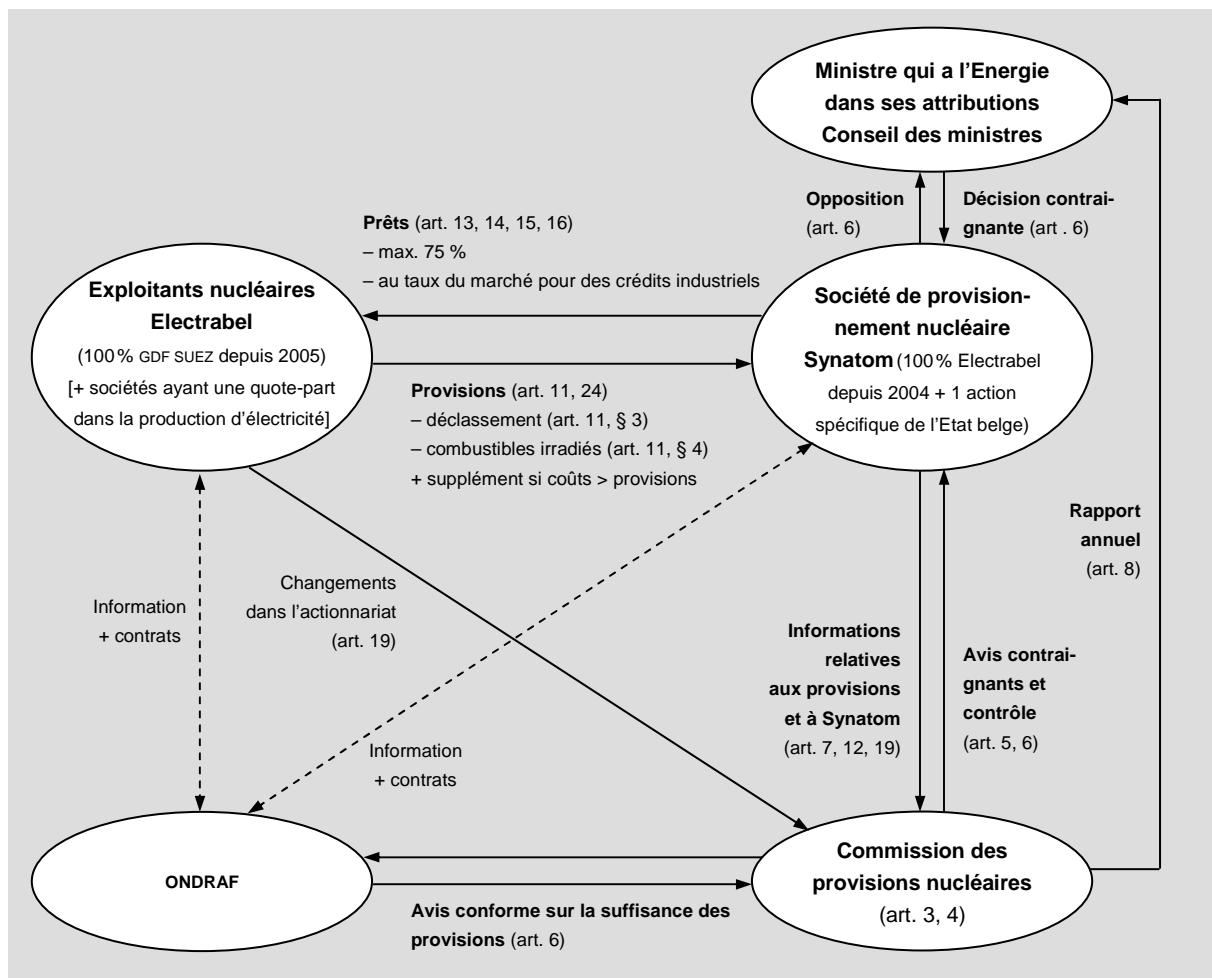 Ministre qui a l’Energie
dans ses attributions
Conseil des ministres
Opposition
(art. 6)
Décision contrai-
gnante (art . 6)
Prêts (art. 13, 14, 15, 16)
– max. 75 %
– au taux du marché pour des crédits industriels
Exploitants nucléaires
Electrabel
(100% GDF SUEZ depuis 2005)
[+ sociétés ayant une quote-part
dans la production d’électricité]
Société de provision-
nement nucléaire
Synatom (100% Electrabel
depuis 2004 + 1 action
spécifique de l’Etat belge)
Provisions (art. 11, 24)
– déclassement (art. 11, § 3)
– combustibles irradiés (art. 11, § 4)
+ supplément si coûts > provisions
Rapport
annuel
(art. 8)
Information
+ contrats
Changements
dans l’actionnariat
(art. 19)
Informations
relatives
aux provisions
et à Synatom
(art. 7, 12, 19)
Avis contrai-
gnants et
contrôle
(art. 5, 6)
Information
+ contrats
ONDRAF
Avis conforme sur la suffisance des
provisions (art. 6)
Commission des
provisions nucléaires
(art. 3, 4)